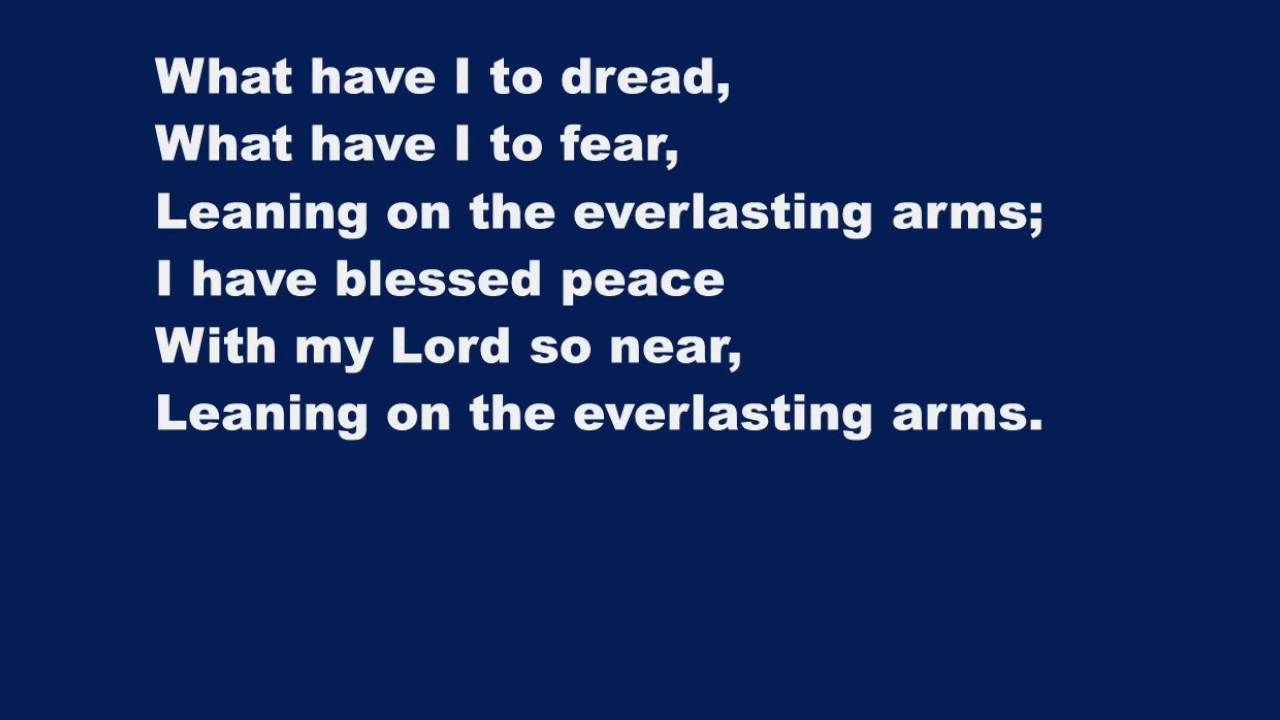 What have I to dread,
What have I to fear,
Leaning on the everlasting arms;
I have blessed peace
With my Lord so near,
Leaning on the everlasting arms.